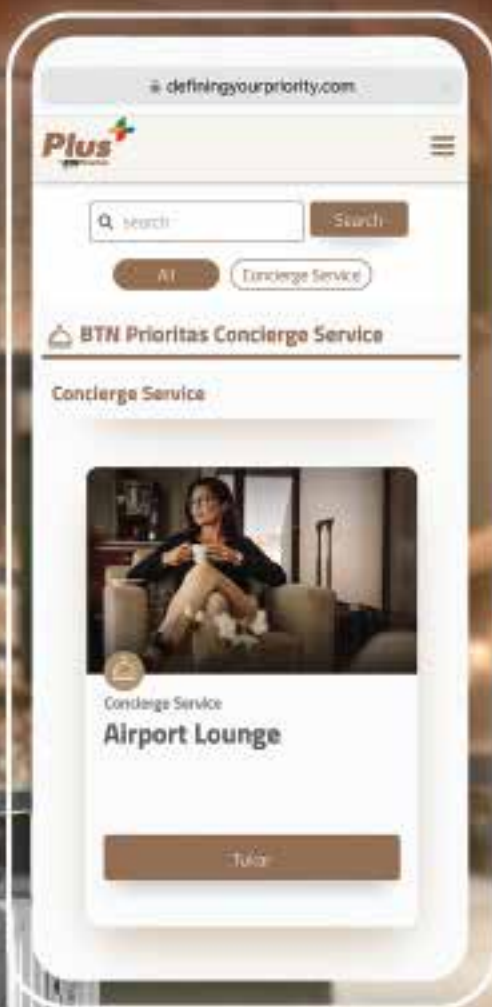 definingyourpriority.com
Plus
search
Search
All
Concierge Service
BTN Prioritas Concierge Service
Concierge Service
Concierge Service
Airport Lounge
Tukar